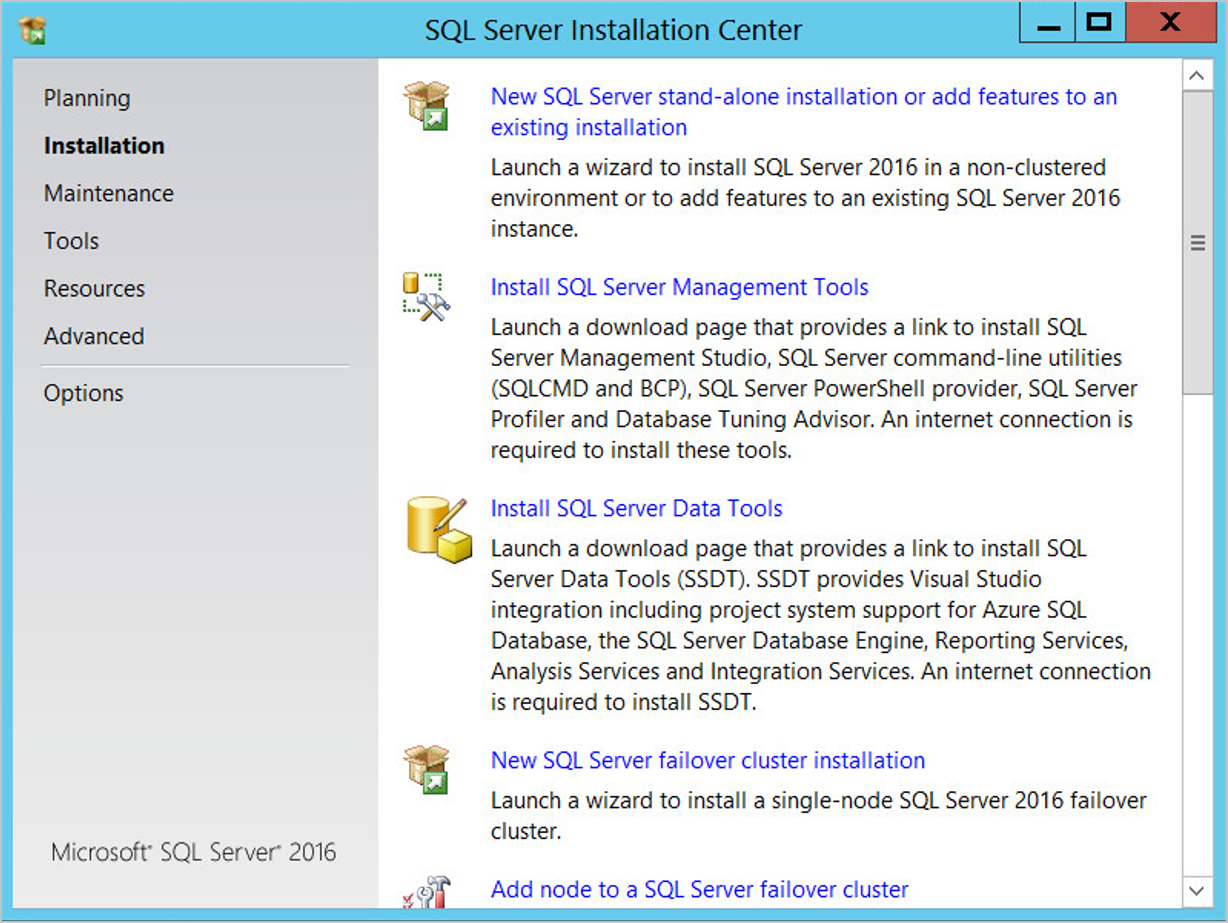 SQL Server Installation Center
Planning
Installation
Maintenance
Tools
Resources
Advanced
Options
Microsoft® SQL Server® 2016
New SQL Server stand-alone installation or add features to an
existing installation
Launch a wizard to install SQL Server 2016 in a non-clustered
environment or to add features to an existing SQL Server 2016
instance.
Install SQL Server Management Tools
Launch a download page that provides a link to install SQL
Server Management Studio, SQL Server command-line utilities
(SQLCMD and BCP), SQL Server PowerShell provider, SQL Server
Profiler and Database Tuning Advisor. An internet connection is
required to install these tools.
Install SQL Server Data Tools
Launch a download page that provides a link to install SQL
Server Data Tools (SSDT). SSDT provides Visual Studio
integration including project system support for Azure SQL
Database, the SQL Server Database Engine, Reporting Services,
Analysis Services and Integration Services. An internet connection
is required to install SSDT.
New SQL Server failover cluster installation
Launch a wizard to install a single-node SQL Server 2016 failover
cluster.
Add node to a SQL Server failover cluster